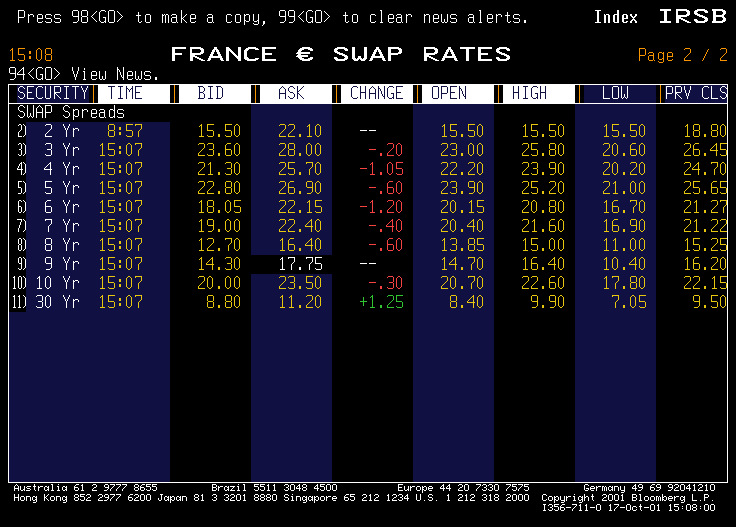 Press 98<GO> to make a copy, 99<GO> to clear news alerts. Index IRSB
15:08 FRANCE € SWAP RATES Page 2 / 2
94<GO> View News.
SECURITY TIME BID ASK CHANGE OPEN HIGH LOW PRV CLS
SWAP Spreads
2) 2 Yr 8:57 15.50 22.10 -- 15.50 15.50 15.50 18.80
3) 3 Yr 15:07 23.60 28.00 -.20 23.00 25.80 20.60 26.45
4) 4 Yr 15:07 21.30 25.70 -1.05 22.20 23.90 20.20 24.70
5) 5 Yr 15:07 22.80 26.90 -.60 23.90 25.20 21.00 25.65
6) 6 Yr 15:07 18.05 22.15 -1.20 20.15 20.80 16.70 21.27
7) 7 Yr 15:07 19.00 22.40 -.40 20.40 21.60 16.90 21.22
8) 8 Yr 15:07 12.70 16.40 -.60 13.85 15.00 11.00 15.25
9) 9 Yr 15:07 14.30 17.75 -- 14.70 16.40 10.40 16.20
10) 10 Yr 15:07 20.00 23.50 -.30 20.70 22.60 17.80 22.15
11) 30 Yr 15:07 8.80 11.20 +1.25 8.40 9.90 7.05 9.50
Australia 61 2 9777 8655 Brazil 5511 3048 4500 Europe 44 20 7330 7575 Germany 49 69 92041210
Hong Kong 852 2977 6200 Japan 81 3 3201 8880 Singapore 65 212 1234 U.S. 1 212 318 2000 Copyright 2001 Bloomberg L.P.
I356-711-0 17-Oct-01 15:08:00